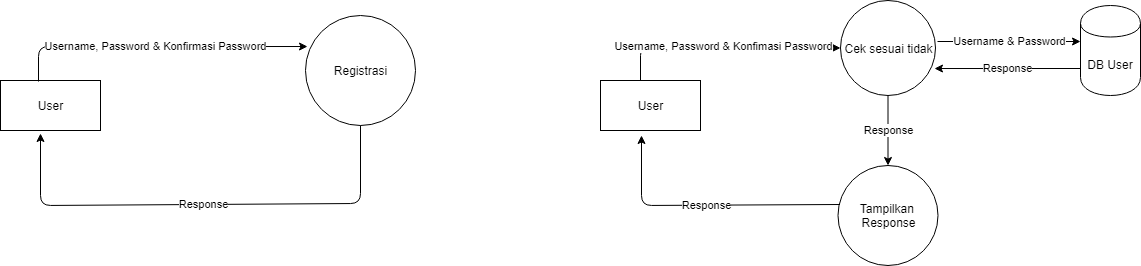 Username, Password & Konfirmasi Password
Registrasi
User
Response
Username, Password & Konfimasi Password
Cek sesuai tidak
Username & Password
Response
DB User
User
Response
Tampilkan
Response
Response